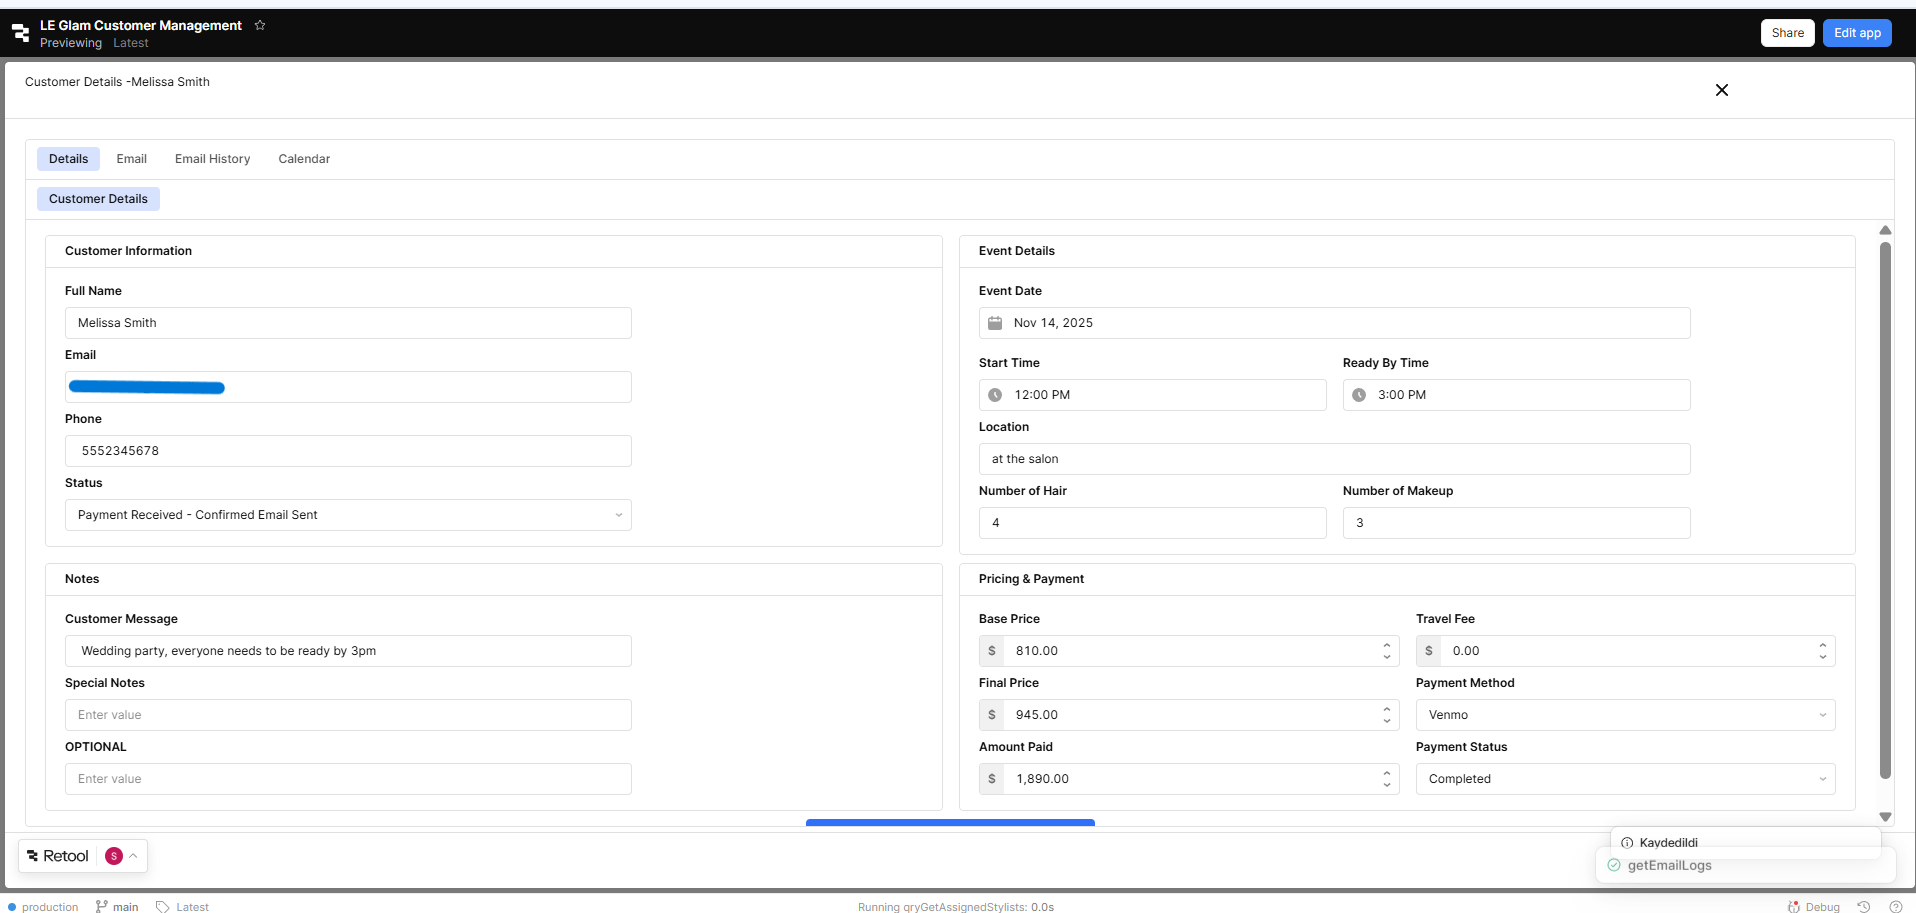 LE Glam Customer Management
Previewing Latest
Share
Edit app
Customer Details -Melissa Smith
Details Email Email History Calendar
Customer Details
Customer Information
Full Name
Melissa Smith
Email
Phone
5552345678
Status
Payment Received - Confirmed Email Sent
Event Details
Event Date
Nov 14, 2025
Start Time Ready By Time
12:00 PM 3:00 PM
Location
at the salon
Number of Hair Number of Makeup
4 3
Notes
Customer Message
Wedding party, everyone needs to be ready by 3pm
Special Notes
Enter value
OPTIONAL
Enter value
Pricing & Payment
Base Price Travel Fee
$ 810.00 $ 0.00
Final Price Payment Method
$ 945.00 Venmo
Amount Paid Payment Status
$ 1,890.00 Completed
Retool S
Kaydedildi
getEmailLogs
production main Latest
Running qryGetAssignedStylists: 0.0s
Debug